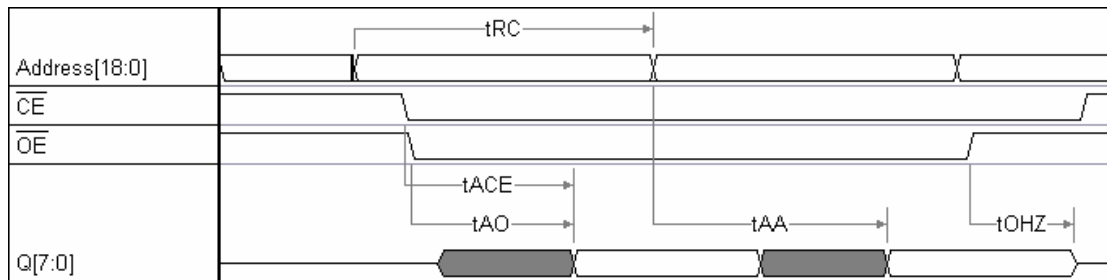 tRC
Address[18:0]
CE
OE
tACE
tAO
tAA
tOHZ
Q[7:0]